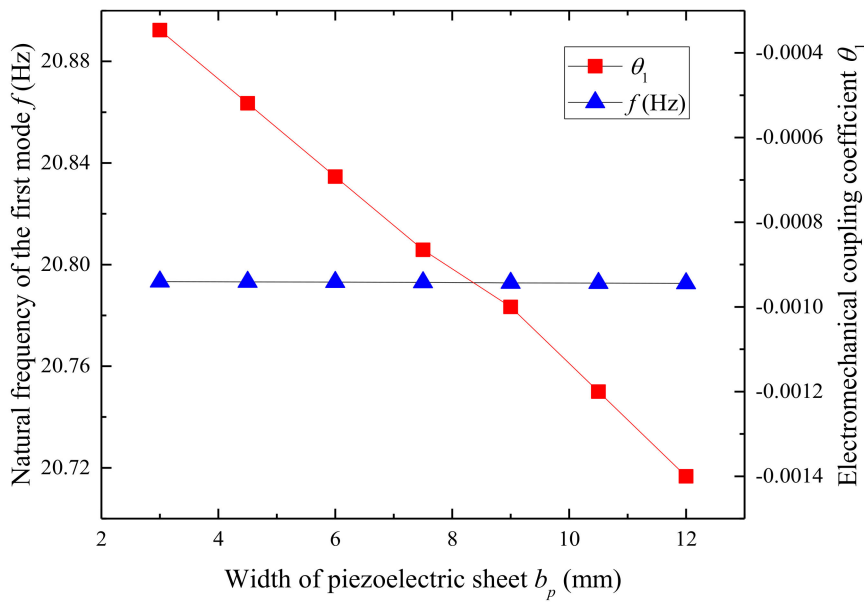 Natural frequency of the first mode f (Hz)
20.88
20.84
20.80
20.76
20.72
θ₁
f (Hz)
-0.0004
-0.0006
-0.0008
-0.0010
-0.0012
-0.0014
Electromechanical coupling coefficient θ₁
2 4 6 8 10 12
Width of piezoelectric sheet bₚ (mm)